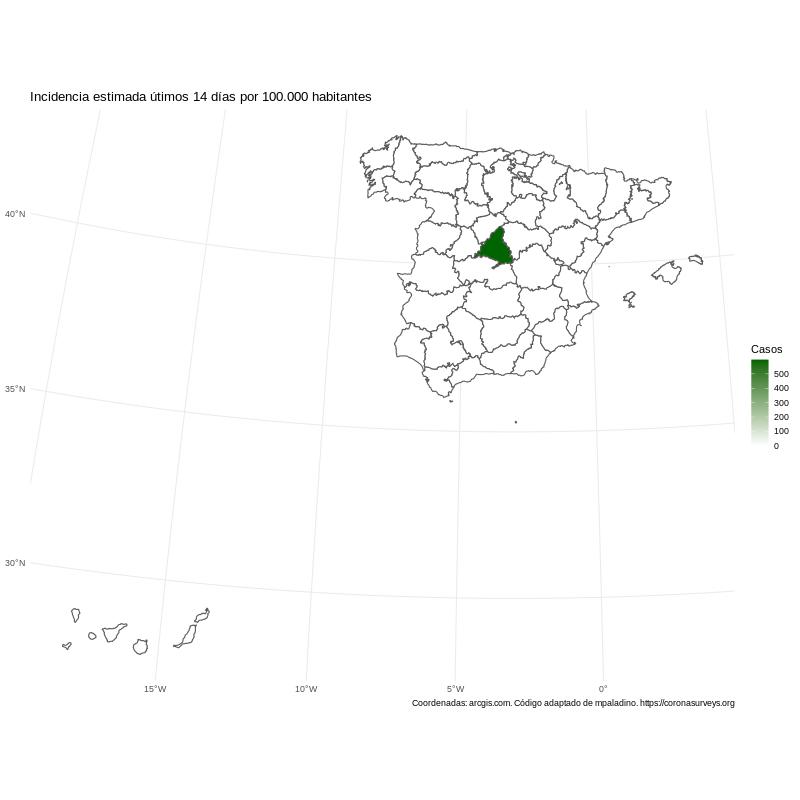 Incidencia estimada útimos 14 días por 100.000 habitantes
40°N
35°N
30°N
15°W
10°W
5°W
0°
Casos
500
400
300
200
100
0
Coordenadas: arcgis.com. Código adaptado de mpaladino. https://coronasurveys.org